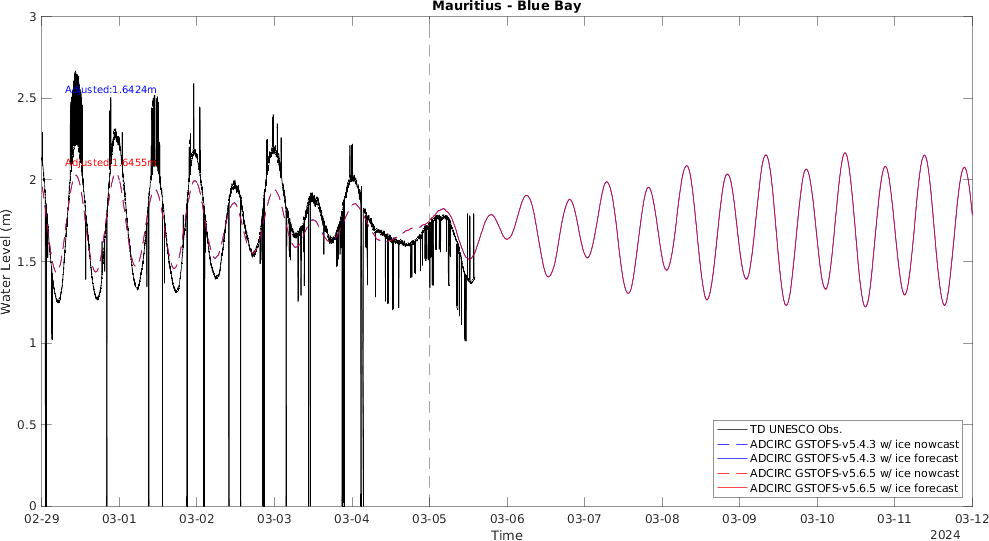 Mauritius - Blue Bay
Water Level (m)
3
2.5
2
1.5
1
0.5
0
Adjusted:1.6424m
Adjusted:1.6455m
TD UNESCO Obs.
ADCIRC GSTOFS-v5.4.3 w/ ice nowcast
ADCIRC GSTOFS-v5.4.3 w/ ice forecast
ADCIRC GSTOFS-v5.6.5 w/ ice nowcast
ADCIRC GSTOFS-v5.6.5 w/ ice forecast
02-29 03-01 03-02 03-03 03-04 03-05 03-06 03-07 03-08 03-09 03-10 03-11 03-12
Time
2024